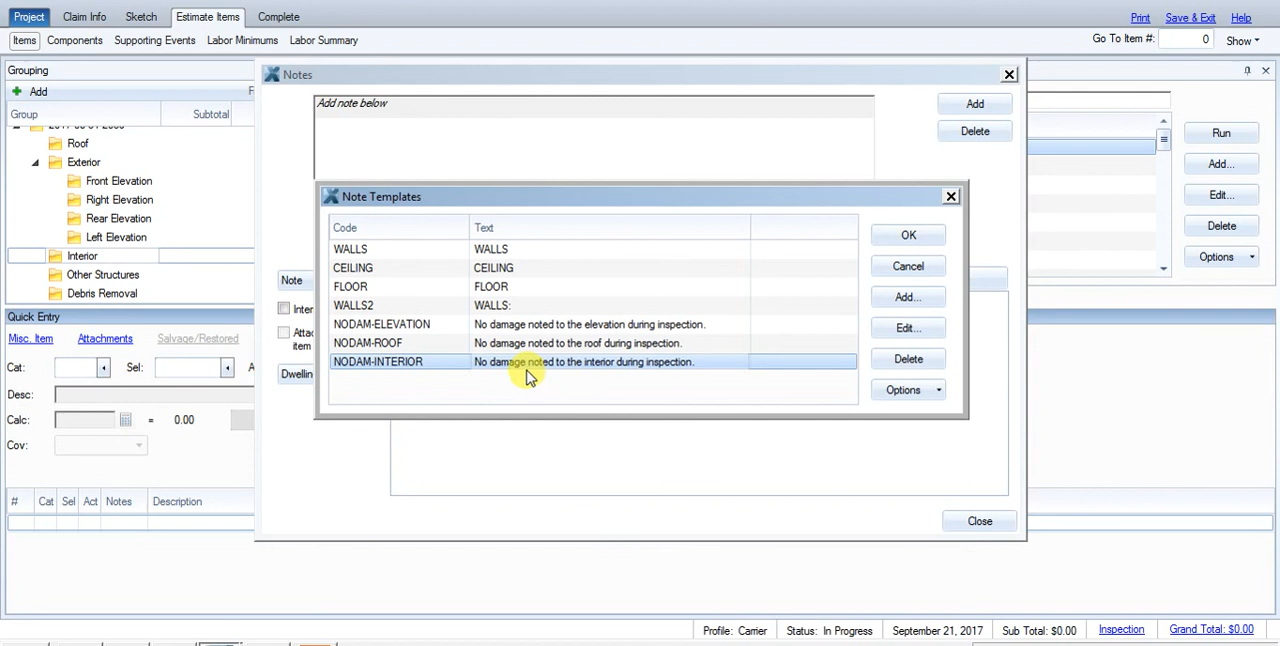 Project Claim Info Sketch Estimate Items Complete Print Save & Exit Help
Items Components Supporting Events Labor Minimums Labor Summary Go To Item #: 0 Show
Grouping
Add
Group Subtotal
Roof
Exterior
Front Elevation
Right Elevation
Rear Elevation
Left Elevation
Interior
Other Structures
Debris Removal
Notes
Add note below
Add
Delete
Note
Dwellin
Close
Note Templates
Code Text
WALLS WALLS
CEILING CEILING
FLOOR FLOOR
WALLS2 WALLS:
NODAM-ELEVATION No damage noted to the elevation during inspection.
NODAM-ROOF No damage noted to the roof during inspection.
NODAM-INTERIOR No damage noted to the interior during inspection.
OK
Cancel
Add...
Edit...
Delete
Options
Run
Add...
Edit...
Delete
Options
Quick Entry
Misc. Item Attachments Salvage/Restored
Cat: Sel: A
Desc:
Calc: = 0.00
Cov:
# Cat Sel Act Notes Description
Profile: Carrier Status: In Progress September 21, 2017 Sub Total: $0.00 Inspection Grand Total: $0.00